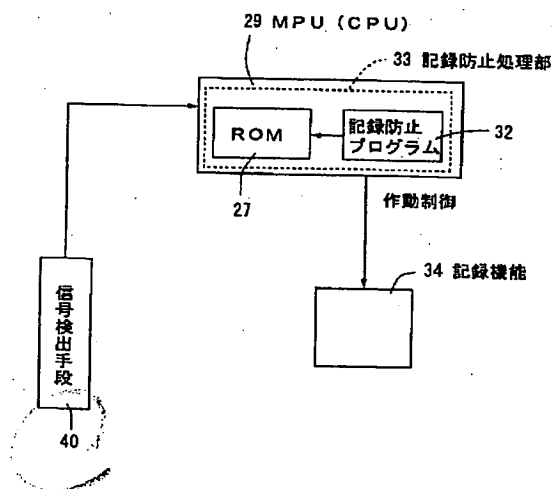 29 MPU(CPU)
33 記録防止処理部
ROM
記録防止
プログラム
32
27
作動制御
34 記録機能
信号検出手段
40